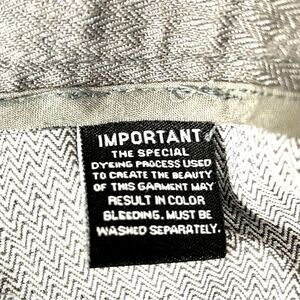 IMPORTANT
THE SPECIAL
DYEING PROCESS USED
TO CREATE THE BEAUTY
OF THIS GARMENT MAY
RESULT IN COLOR
BLEEDING. MUST BE
WASHED SEPARATELY.